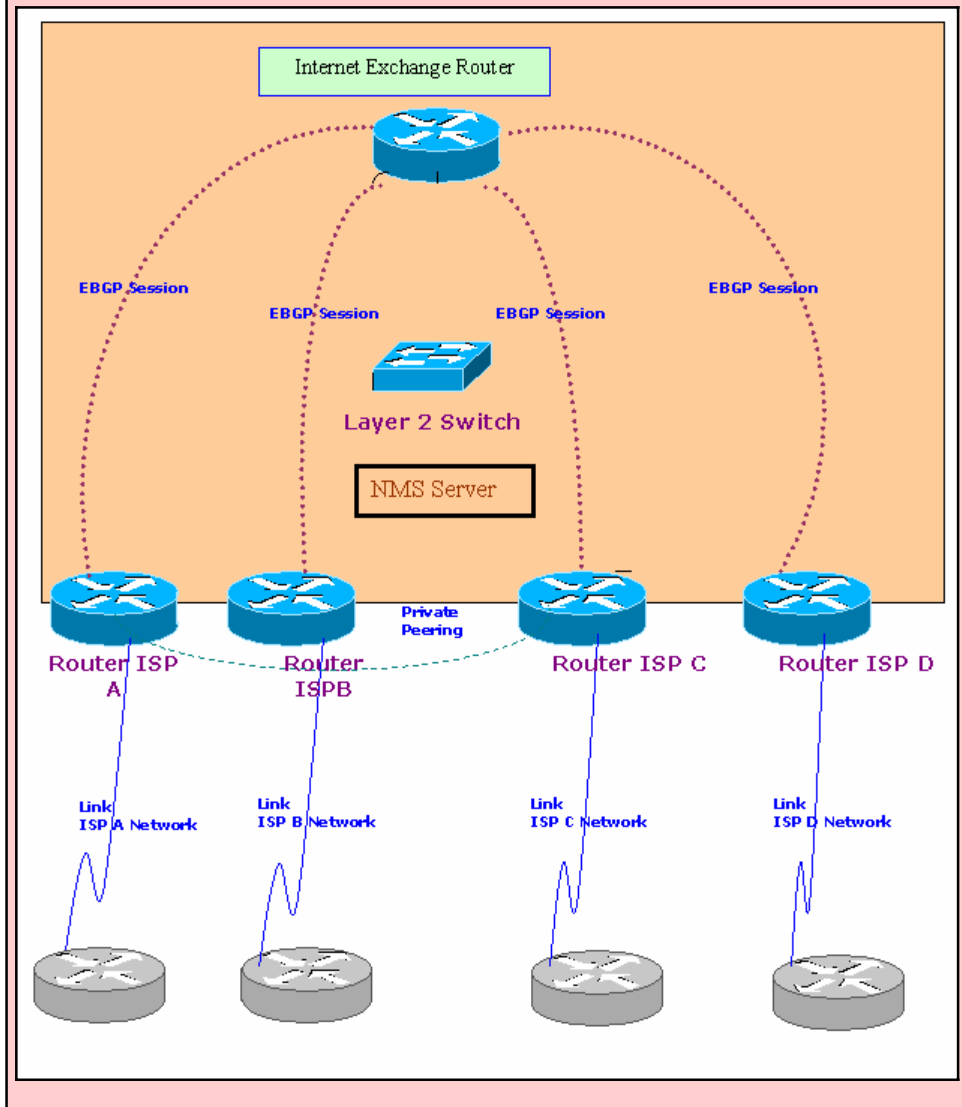 Internet Exchange Router
EBGP Session
EBGP Session
EBGP Session
EBGP Session
Layer 2 Switch
NMS Server
Private
Peering
Router ISP
A
Router
ISPB
Router ISP C
Router ISP D
Link
ISP A Network
Link
ISP B Network
Link
ISP C Network
Link
ISP D Network